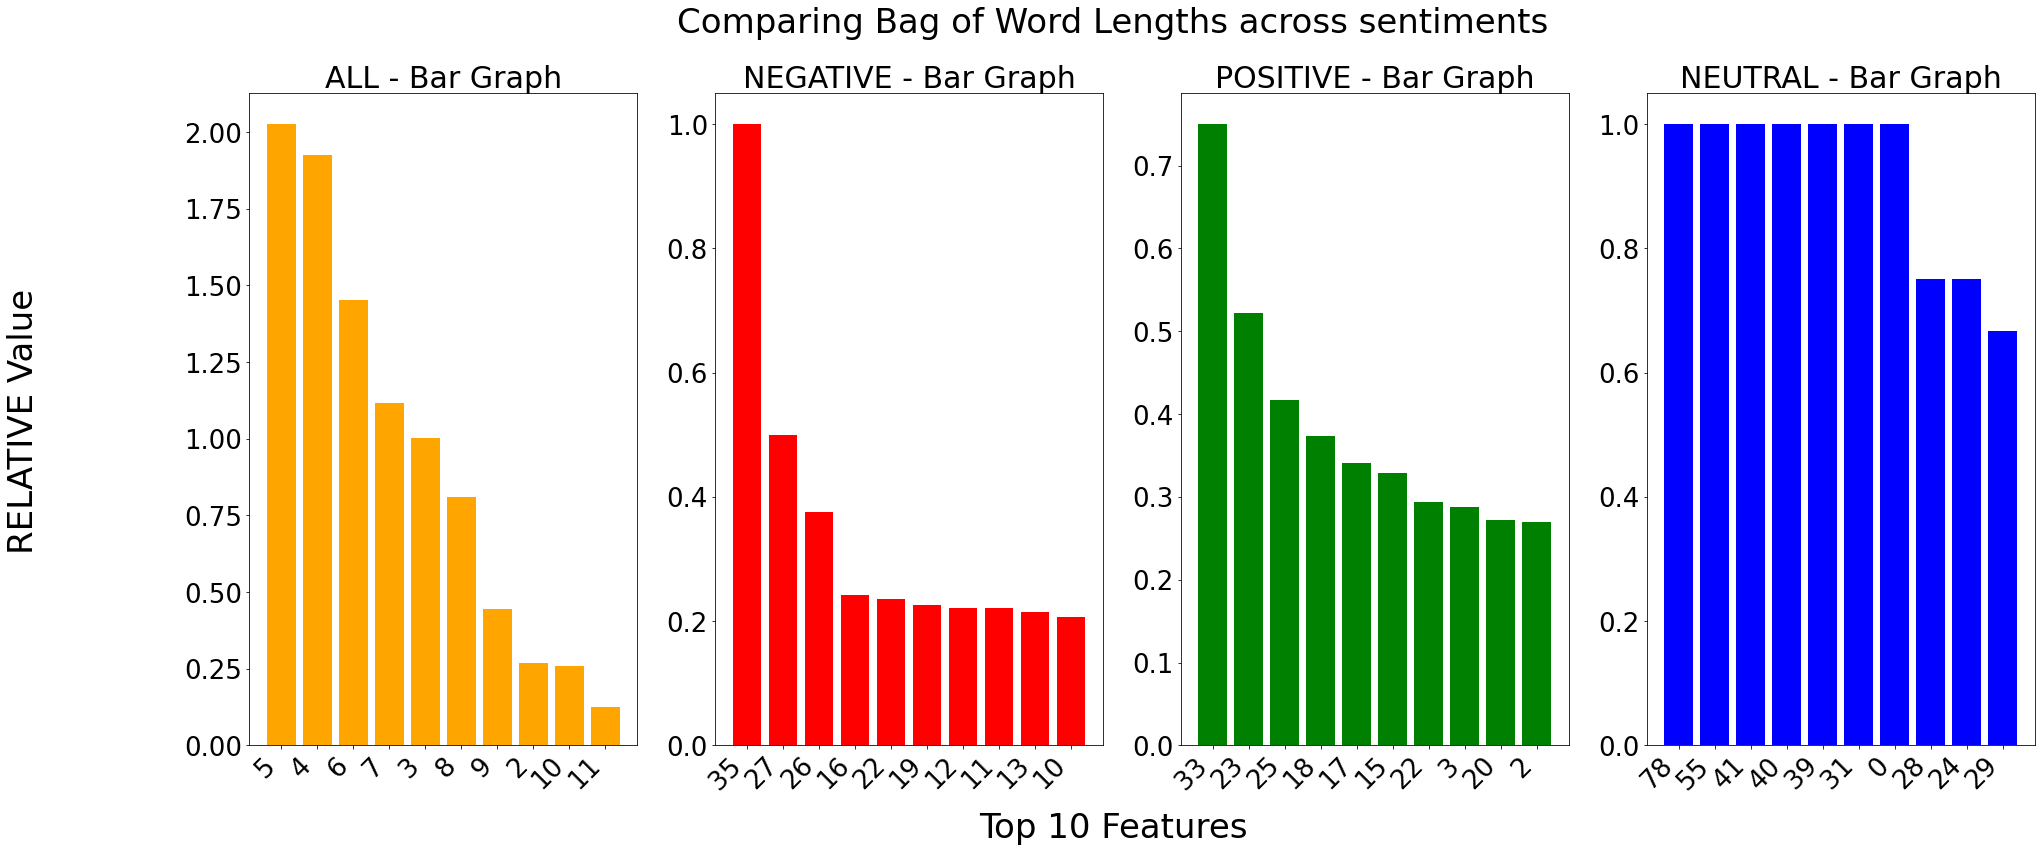 Comparing Bag of Word Lengths across sentiments
RELATIVE Value
ALL - Bar Graph
2.00
1.75
1.50
1.25
1.00
0.75
0.50
0.25
0.00
5 4 6 7 3 8 9 2 10 11
NEGATIVE - Bar Graph
1.0
0.8
0.6
0.4
0.2
0.0
35 27 26 16 22 19 12 11 13 10
POSITIVE - Bar Graph
0.7
0.6
0.5
0.4
0.3
0.2
0.1
0.0
33 23 25 18 17 15 22 3 20 2
NEUTRAL - Bar Graph
1.0
0.8
0.6
0.4
0.2
0.0
78 55 41 40 39 31 0 28 24 29
Top 10 Features